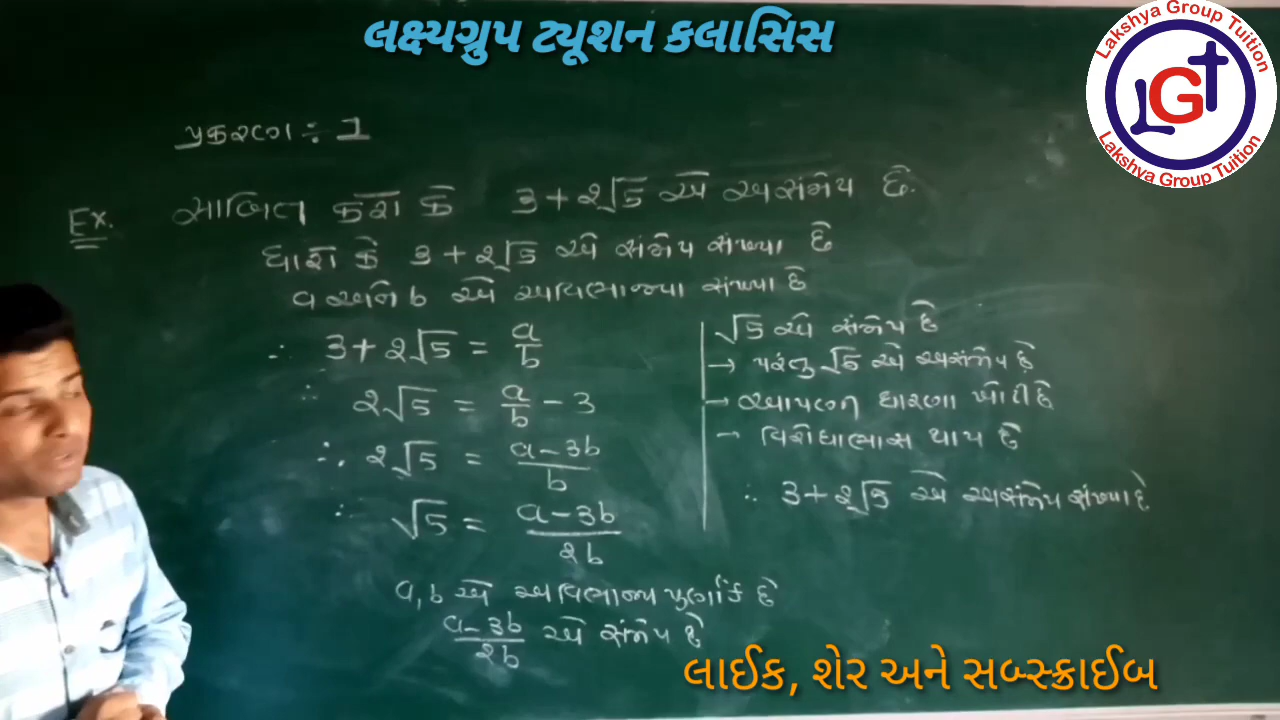 લક્ષ્યગ્રુપ ટ્યૂશન કલાસિસ
Lakshya Group Tuition
LGT
Lakshya Group Tuition
પ્રકરણ ÷ 1
Ex. સાબિત કરો કે 3 + 2√5 એ અસંમેય છે.
ધારો કે 3 + 2√5 એ સંમેય સંખ્યા છે
a અને b એ અવિભાજ્ય સંખ્યા છે
∴ 3 + 2√5 = a/b
∴ 2√5 = a/b − 3
∴ 2√5 = (a − 3b)/b
∴ √5 = (a − 3b)/2b
a, b એ અવિભાજ્ય પુર્ણાંક છે
(a − 3b)/2b એ સંમેય છે
√5 એ સંમેય છે
→ પરંતુ √5 એ અસંમેય છે
→ આપણી ધારણા ખોટી છે
→ વિરોધાભાસ થાય છે
∴ 3 + 2√5 એ અસંમેય સંખ્યા છે
લાઈક, શેર અને સબ્સ્ક્રાઈબ